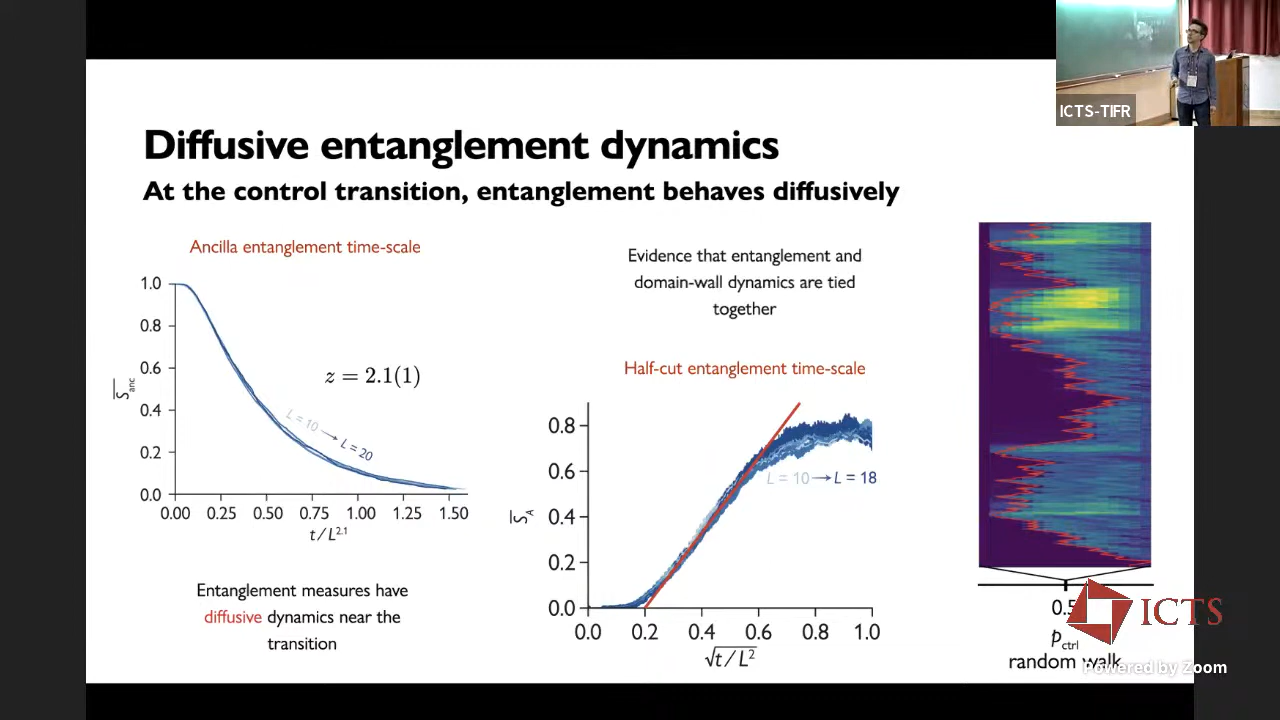 ICTS-TIFR
Diffusive entanglement dynamics
At the control transition, entanglement behaves diffusively
Ancilla entanglement time-scale
1.0
0.8
0.6
0.4
0.2
0.0
S̅anc
z = 2.1(1)
L = 10 → L = 20
0.00 0.25 0.50 0.75 1.00 1.25 1.50
t / L^2.1
Entanglement measures have
diffusive dynamics near the
transition
Evidence that entanglement and
domain-wall dynamics are tied
together
Half-cut entanglement time-scale
0.8
0.6
0.4
0.2
0.0
S̅A
L = 10 → L = 18
0.0 0.2 0.4 0.6 0.8 1.0
√t / L²
0.5
pctrl
random walk
ICTS
Powered by Zoom